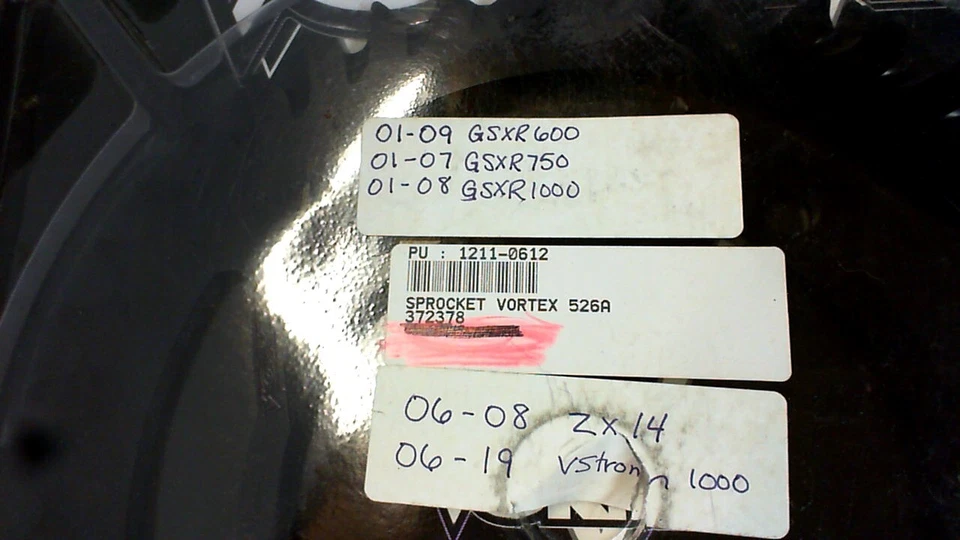 01-09 GSXR600
01-07 GSXR750
01-08 GSXR1000
PU : 1211-0612
SPROCKET VORTEX 526A
372378
06-08 ZX14
06-19 VStrom 1000